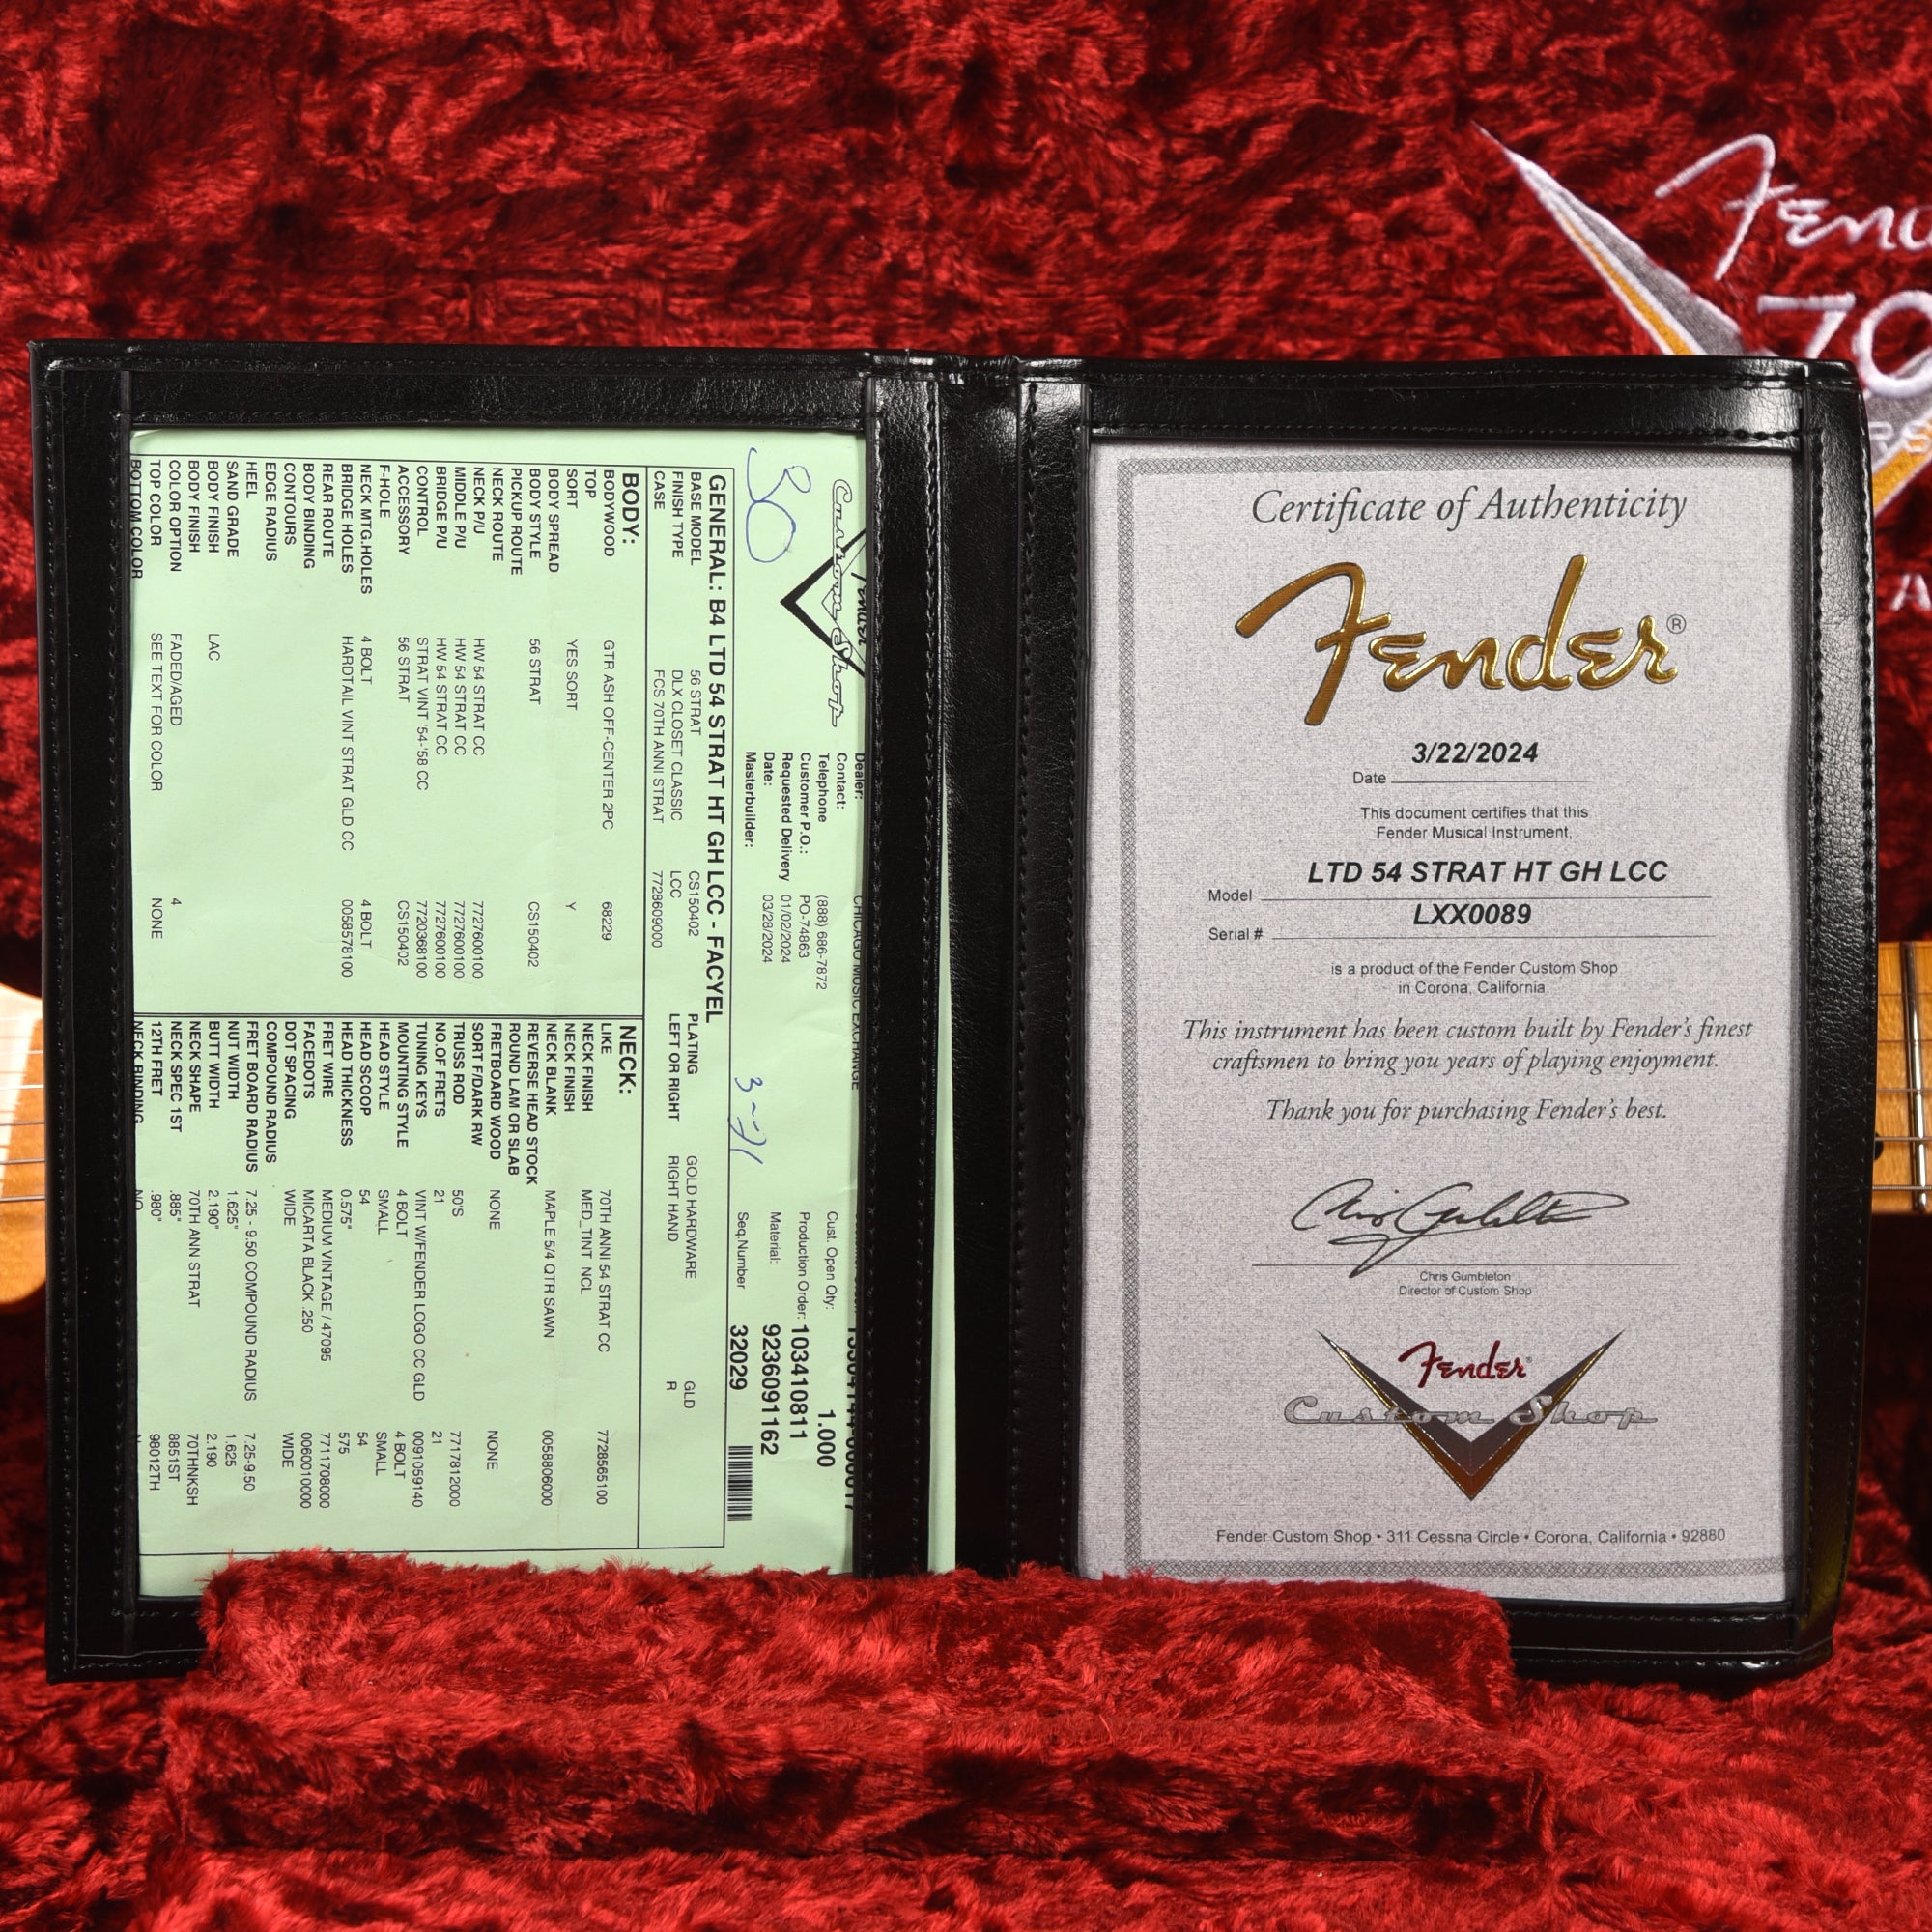 Fender
70
Custom Shop
30
CHICAGO MUSIC EXCHANGE
Contact:
Telephone (888) 686-7872
Customer P.O.: PO-74863
Requested Delivery 01/02/2024
Date: 03/28/2024
Masterbuilder:
Cust. Open Qty: 1.000
Production Order: 103410811
Material: 9236091162
Seq.Number 32029
GENERAL: B4 LTD 54 STRAT HT GH LCC - FACYEL
BASE MODEL 56 STRAT CS150402 PLATING GOLD HARDWARE GLD
FINISH TYPE DLX CLOSET CLASSIC LCC LEFT OR RIGHT RIGHT HAND R
CASE FCS 70TH ANNI STRAT 7728609000
BODY:
BODYWOOD GTR ASH OFF-CENTER 2PC 68229
TOP
SORT YES SORT Y
BODY SPREAD
BODY STYLE 56 STRAT CS150402
PICKUP ROUTE
NECK ROUTE
NECK P/U HW 54 STRAT CC 7727600100
MIDDLE P/U HW 54 STRAT CC 7727600100
BRIDGE P/U HW 54 STRAT CC 7727600100
CONTROL STRAT VINT '54-'58 CC 7720368100
ACCESSORY 56 STRAT CS150402
F-HOLE
NECK MTG.HOLES 4 BOLT 4 BOLT
BRIDGE HOLES HARDTAIL VINT STRAT GLD CC 0058578100
REAR ROUTE
BODY BINDING
CONTOURS
EDGE RADIUS
HEEL
SAND GRADE
BODY FINISH LAC
BODY FINISH
COLOR OPTION FADED/AGED 4
TOP COLOR SEE TEXT FOR COLOR NONE
BOTTOM COLOR
NECK:
LIKE 70TH ANNI 54 STRAT CC 7728565100
NECK FINISH MED_TINT NCL
NECK FINISH
NECK BLANK MAPLE 5/4 QTR SAWN 0058806000
REVERSE HEAD STOCK
ROUND LAM OR SLAB
FRETBOARD WOOD NONE NONE
SORT F/DARK RW
TRUSS ROD 50'S 7717812000
NO.OF FRETS 21 21
TUNING KEYS VINT W/FENDER LOGO CC GLD 0091059140
MOUNTING STYLE 4 BOLT 4 BOLT
HEAD STYLE SMALL SMALL
HEAD SCOOP 54 54
HEAD THICKNESS 0.575" 575
FRET WIRE MEDIUM VINTAGE / 47095 7711708000
FACEDOTS MICARTA BLACK .250 0060010000
DOT SPACING WIDE WIDE
COMPOUND RADIUS
FRET BOARD RADIUS 7.25 - 9.50 COMPOUND RADIUS 7.25-9.50
NUT WIDTH 1.625" 1.625
BUTT WIDTH 2.190" 2.190
NECK SHAPE 70TH ANN STRAT 70THNKSH
NECK SPEC 1ST .885" 8851ST
12TH FRET .980" 98012TH
NECK BINDING NO
Certificate of Authenticity
Fender®
3/22/2024
Date
This document certifies that this
Fender Musical Instrument,
LTD 54 STRAT HT GH LCC
Model
LXX0089
Serial #
is a product of the Fender Custom Shop
in Corona, California.
This instrument has been custom built by Fender's finest
craftsmen to bring you years of playing enjoyment.
Thank you for purchasing Fender's best.
Chris Gumbleton
Director of Custom Shop
Fender
Custom Shop
Fender Custom Shop • 311 Cessna Circle • Corona, California • 92880